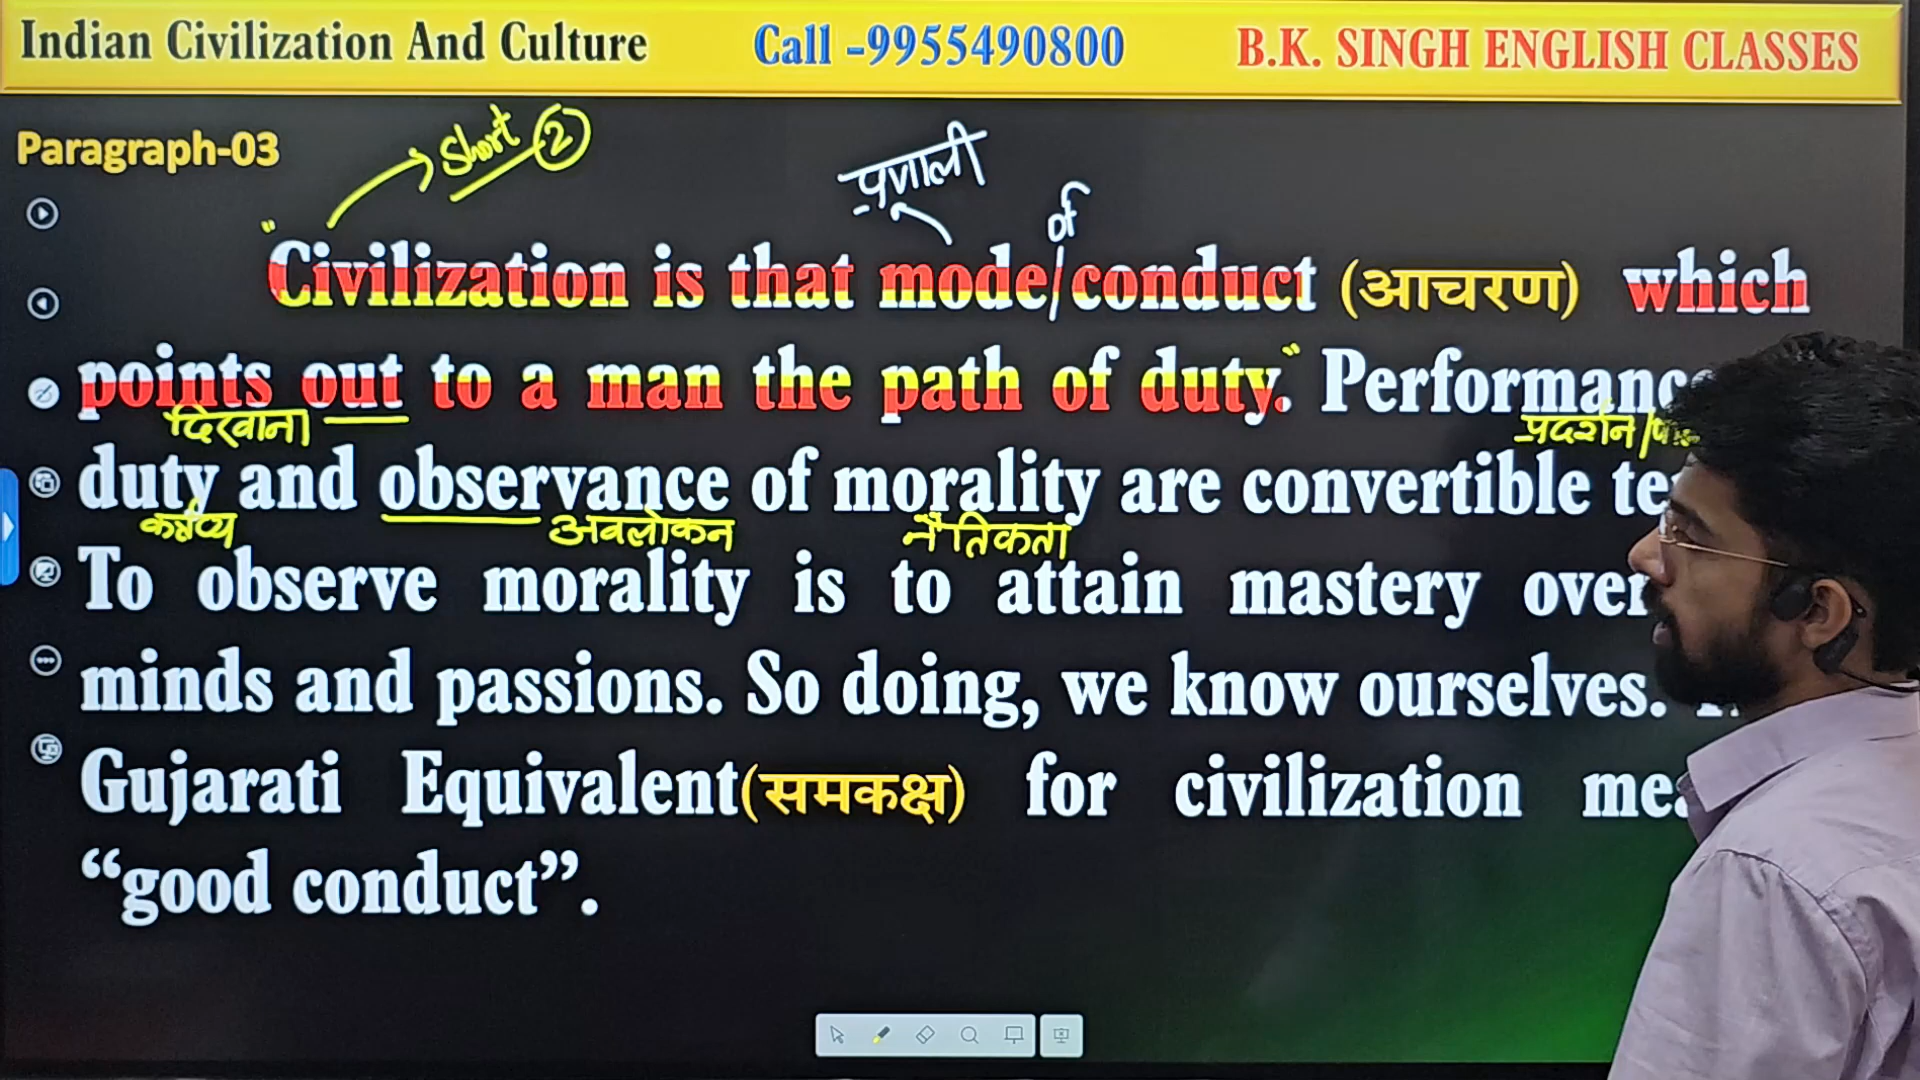 Indian Civilization And Culture Call -9955490800 B.K. SINGH ENGLISH CLASSES
Paragraph-03
Short 2
प्रणाली
of
"Civilization is that mode/conduct (आचरण) which
points out to a man the path of duty." Performance
दिखाना प्रदर्शन/
duty and observance of morality are convertible
कर्त्तव्य अवलोकन नैतिकता
To observe morality is to attain mastery over
minds and passions. So doing, we know ourselves.
Gujarati Equivalent(समकक्ष) for civilization
“good conduct”.